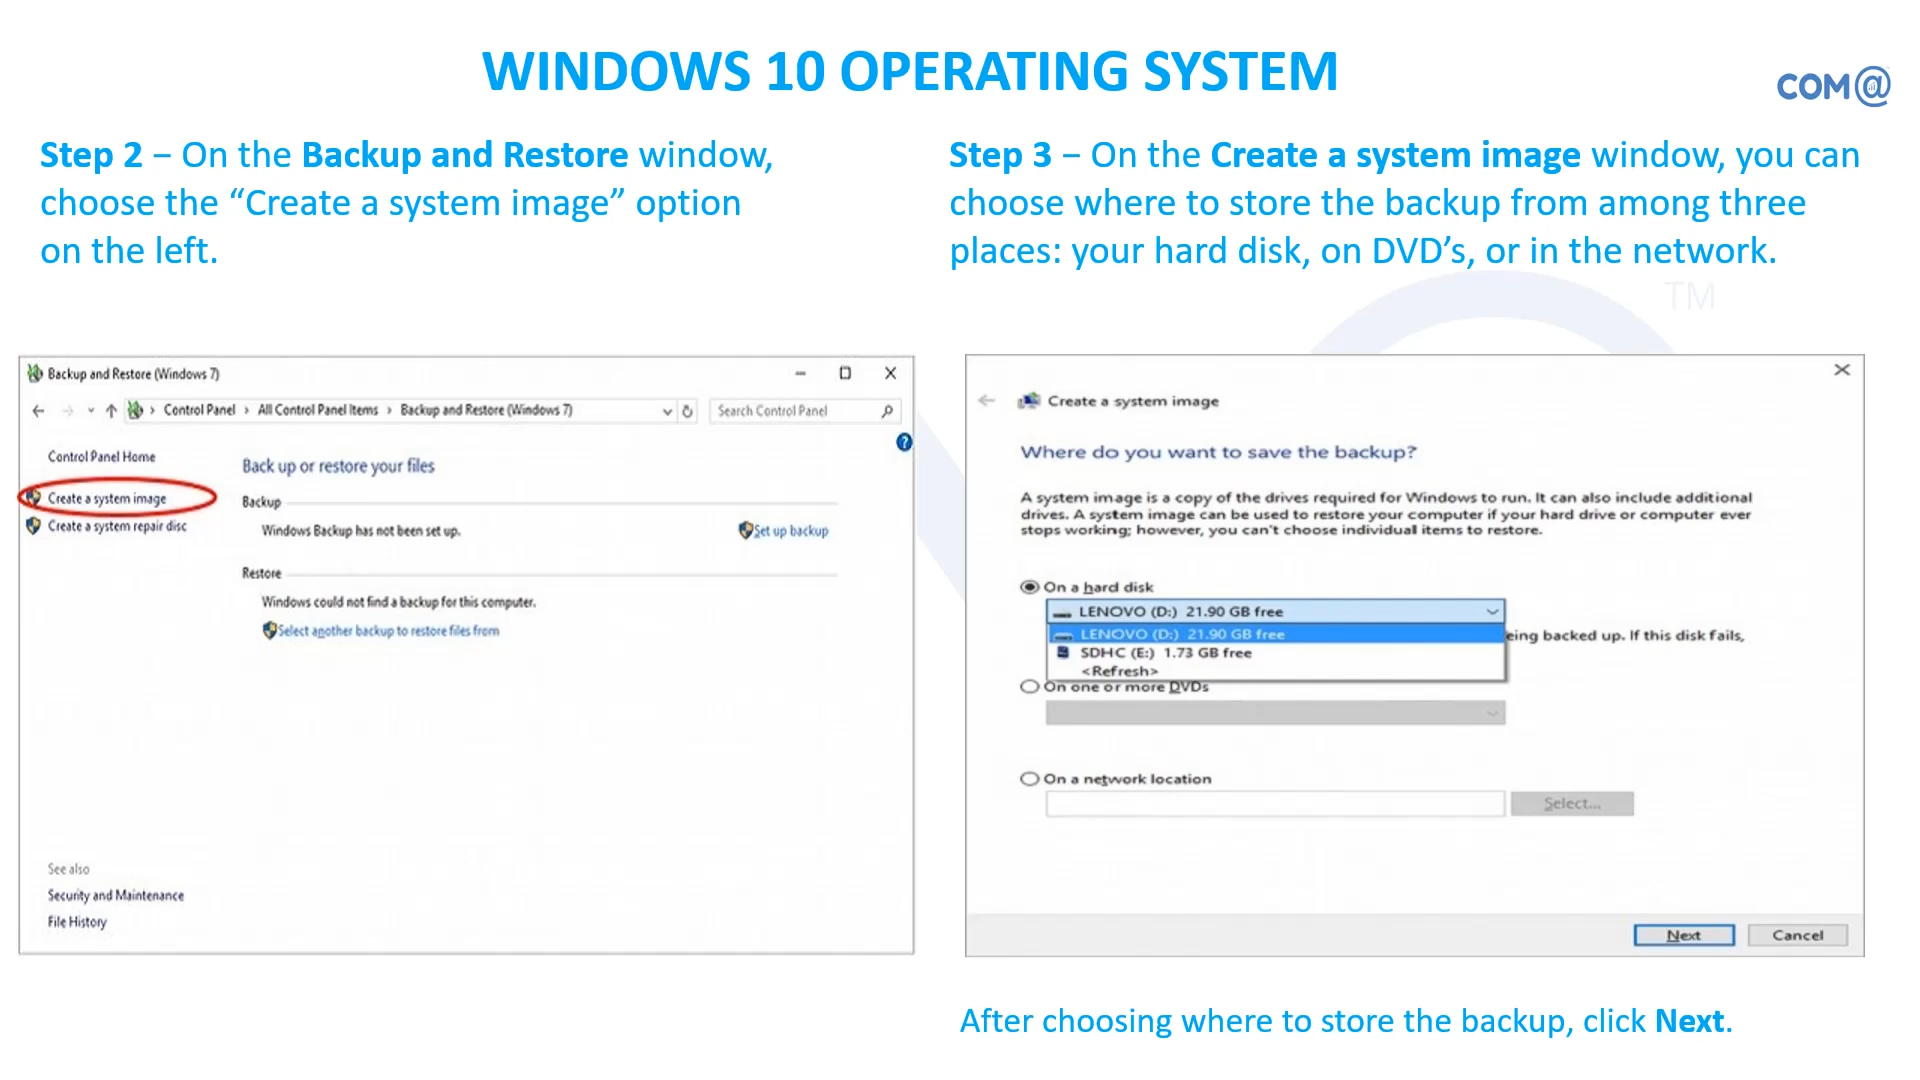 WINDOWS 10 OPERATING SYSTEM
COM@
Step 2 – On the Backup and Restore window,
choose the “Create a system image” option
on the left.
Step 3 – On the Create a system image window, you can
choose where to store the backup from among three
places: your hard disk, on DVD’s, or in the network.
TM
Backup and Restore (Windows 7)
Control Panel › All Control Panel Items › Backup and Restore (Windows 7)
Search Control Panel
Control Panel Home
Create a system image
Create a system repair disc
Back up or restore your files
Backup
Windows Backup has not been set up.
Set up backup
Restore
Windows could not find a backup for this computer.
Select another backup to restore files from
See also
Security and Maintenance
File History
Create a system image
Where do you want to save the backup?
A system image is a copy of the drives required for Windows to run. It can also include additional
drives. A system image can be used to restore your computer if your hard drive or computer ever
stops working; however, you can't choose individual items to restore.
On a hard disk
LENOVO (D:) 21.90 GB free
LENOVO (D:) 21.90 GB free
eing backed up. If this disk fails,
SDHC (E:) 1.73 GB free
<Refresh>
On one or more DVDs
On a network location
Select...
Next
Cancel
After choosing where to store the backup, click Next.